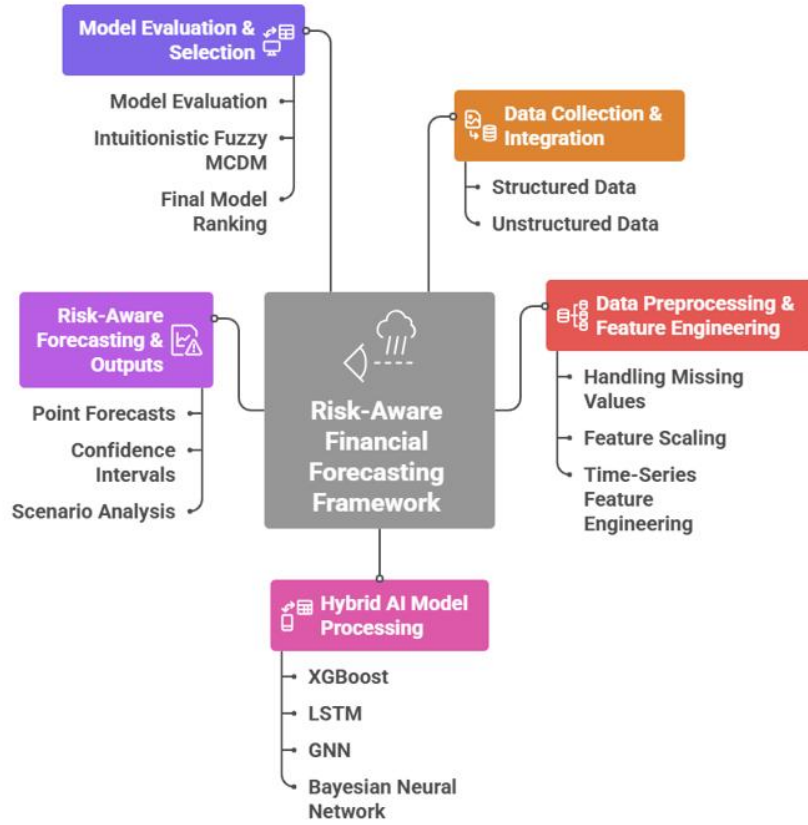 Model Evaluation &
Selection
Model Evaluation
Intuitionistic Fuzzy
MCDM
Final Model
Ranking
Data Collection &
Integration
Structured Data
Unstructured Data
Risk-Aware
Forecasting &
Outputs
Point Forecasts
Confidence
Intervals
Scenario Analysis
Risk-Aware
Financial
Forecasting
Framework
Data Preprocessing &
Feature Engineering
Handling Missing
Values
Feature Scaling
Time-Series
Feature
Engineering
Hybrid AI Model
Processing
XGBoost
LSTM
GNN
Bayesian Neural
Network